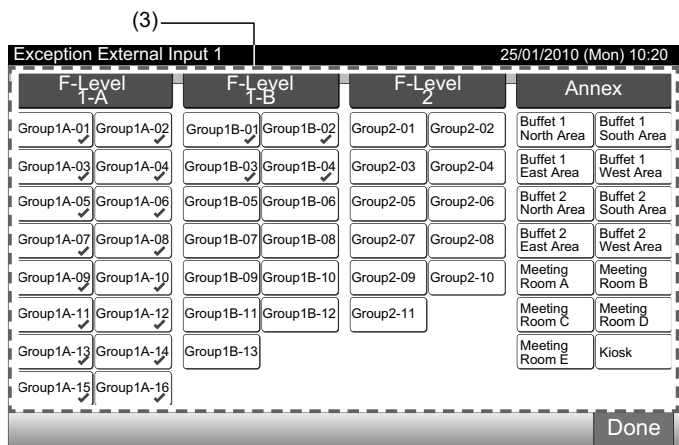 (3)
Exception External Input 1 25/01/2010 (Mon) 10:20
F-Level
1-A
F-Level
1-B
F-Level
2
Annex
Group1A-01 Group1A-02 Group1B-01 Group1B-02 Group2-01 Group2-02 Buffet 1 North Area Buffet 1 South Area
Group1A-03 Group1A-04 Group1B-03 Group1B-04 Group2-03 Group2-04 Buffet 1 East Area Buffet 1 West Area
Group1A-05 Group1A-06 Group1B-05 Group1B-06 Group2-05 Group2-06 Buffet 2 North Area Buffet 2 South Area
Group1A-07 Group1A-08 Group1B-07 Group1B-08 Group2-07 Group2-08 Buffet 2 East Area Buffet 2 West Area
Group1A-09 Group1A-10 Group1B-09 Group1B-10 Group2-09 Group2-10 Meeting Room A Meeting Room B
Group1A-11 Group1A-12 Group1B-11 Group1B-12 Group2-11 Meeting Room C Meeting Room D
Group1A-13 Group1A-14 Group1B-13 Meeting Room E Kiosk
Group1A-15 Group1A-16
Done